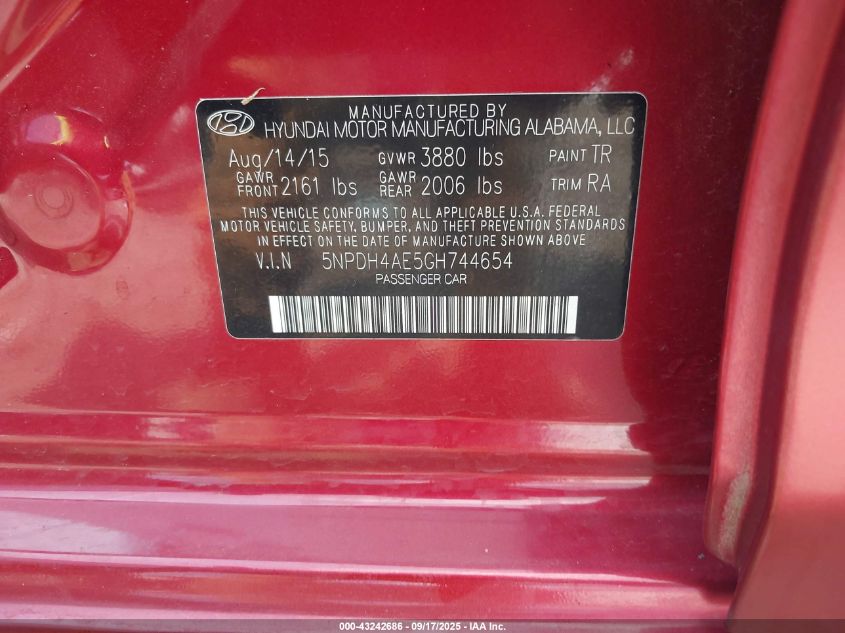 MANUFACTURED BY
HYUNDAI MOTOR MANUFACTURING ALABAMA, LLC
Aug/14/15 GVWR 3880 lbs PAINT TR
GAWR FRONT 2161 lbs GAWR REAR 2006 lbs TRIM RA
THIS VEHICLE CONFORMS TO ALL APPLICABLE U.S.A. FEDERAL
MOTOR VEHICLE SAFETY, BUMPER, AND THEFT PREVENTION STANDARDS
IN EFFECT ON THE DATE OF MANUFACTURE SHOWN ABOVE
V.I.N 5NPDH4AE5GH744654
PASSENGER CAR
000-43242686 - 09/17/2025 - IAA Inc.